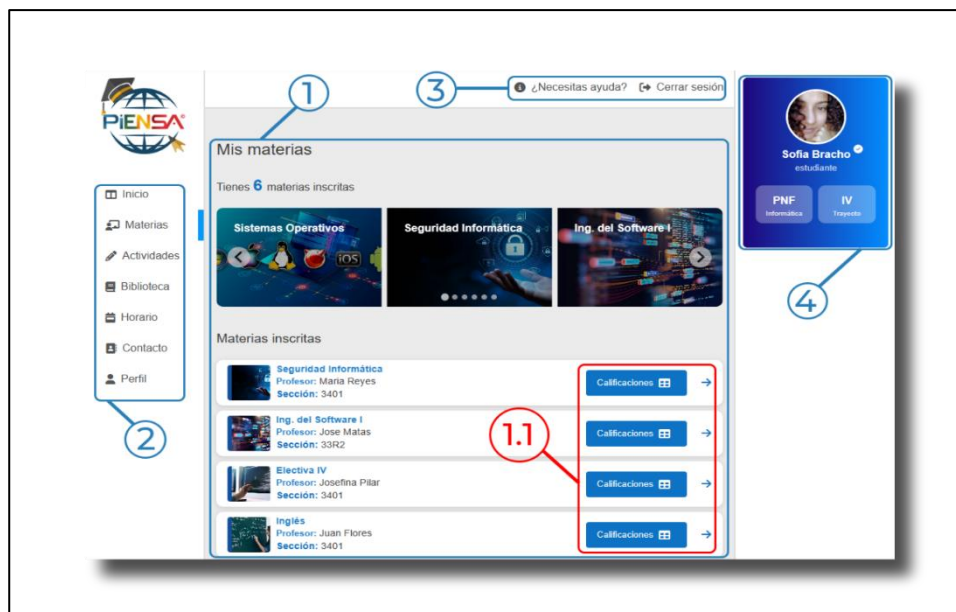 PiENSA
1
3
¿Necesitas ayuda? Cerrar sesión
Inicio
Materias
Actividades
Biblioteca
Horario
Contacto
Perfil
2
Mis materias
Tienes 6 materias inscritas
Sistemas Operativos
iOS
Seguridad Informática
Ing. del Software I
Materias inscritas
Seguridad Informática
Profesor: Maria Reyes
Sección: 3401
Calificaciones
Ing. del Software I
Profesor: Jose Matas
Sección: 33R2
Calificaciones
1.1
Electiva IV
Profesor: Josefina Pilar
Sección: 3401
Calificaciones
Inglés
Profesor: Juan Flores
Sección: 3401
Calificaciones
Sofia Bracho
estudiante
PNF
Informática
IV
Trayecto
4